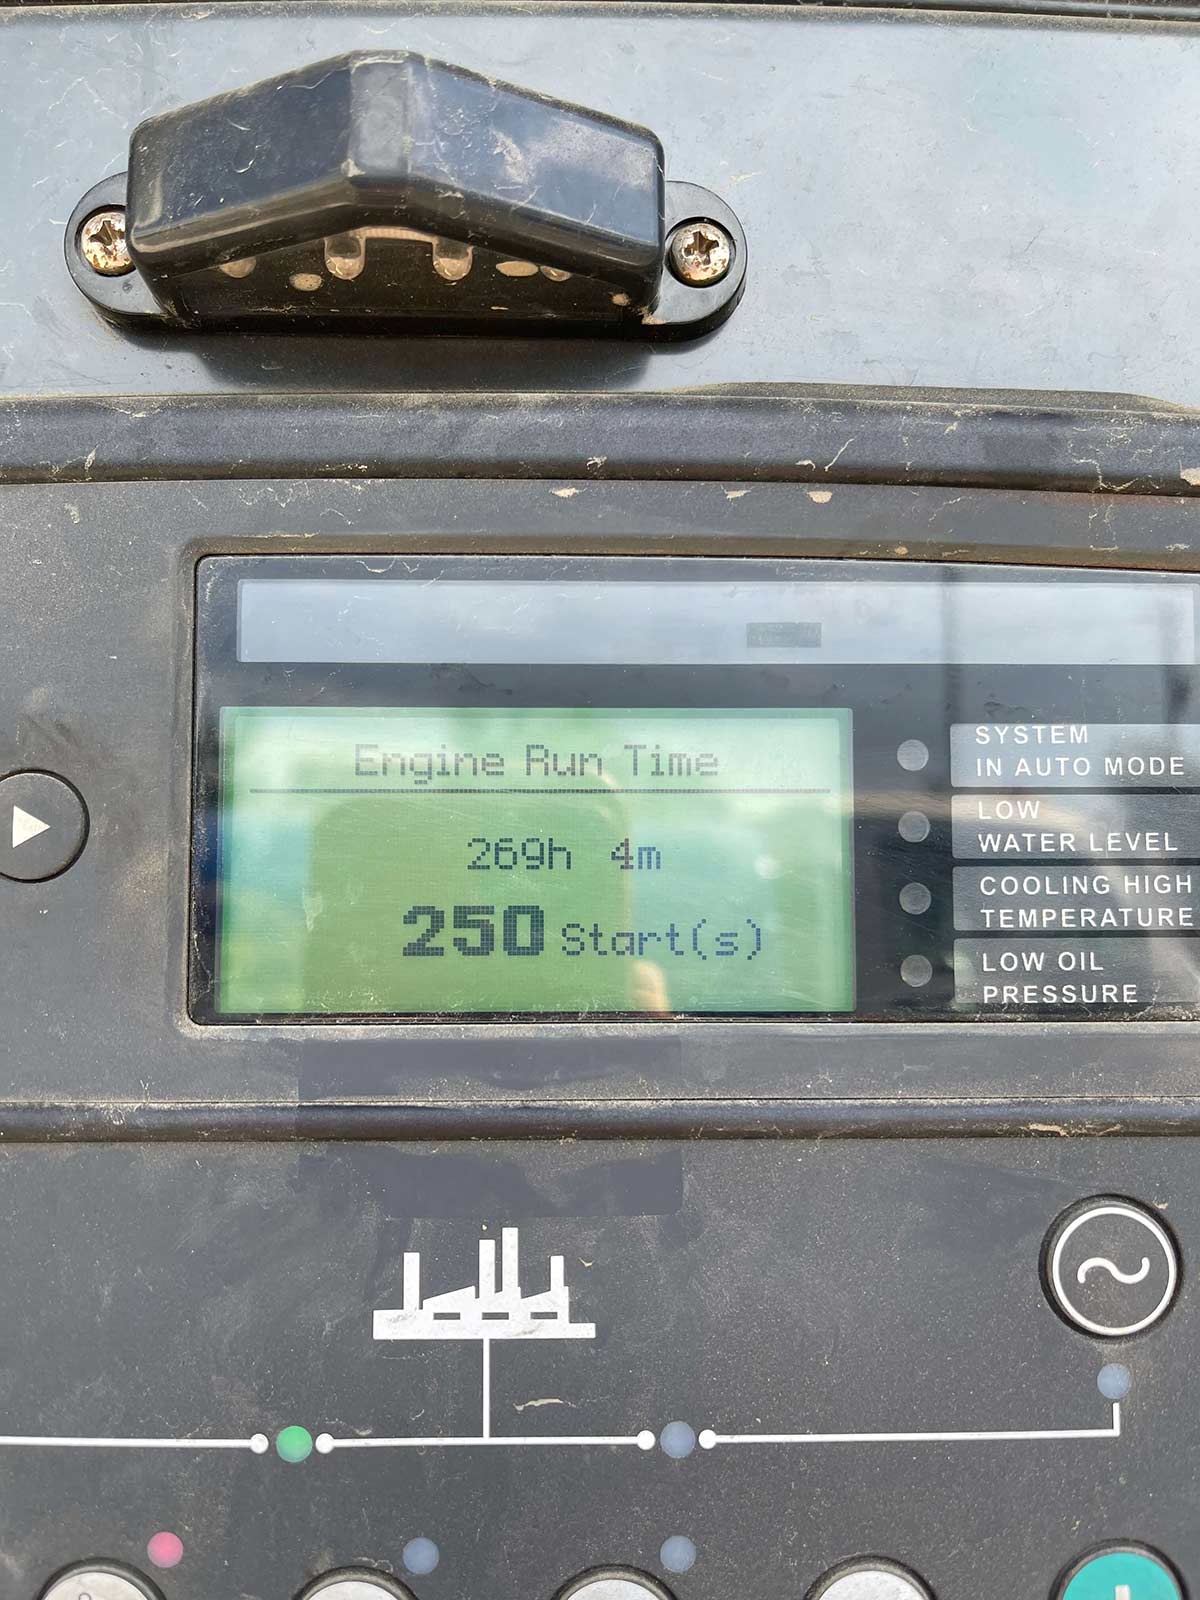 Engine Run Time
269h 4m
250 Start(s)
SYSTEM
IN AUTO MODE
LOW
WATER LEVEL
COOLING HIGH
TEMPERATURE
LOW OIL
PRESSURE